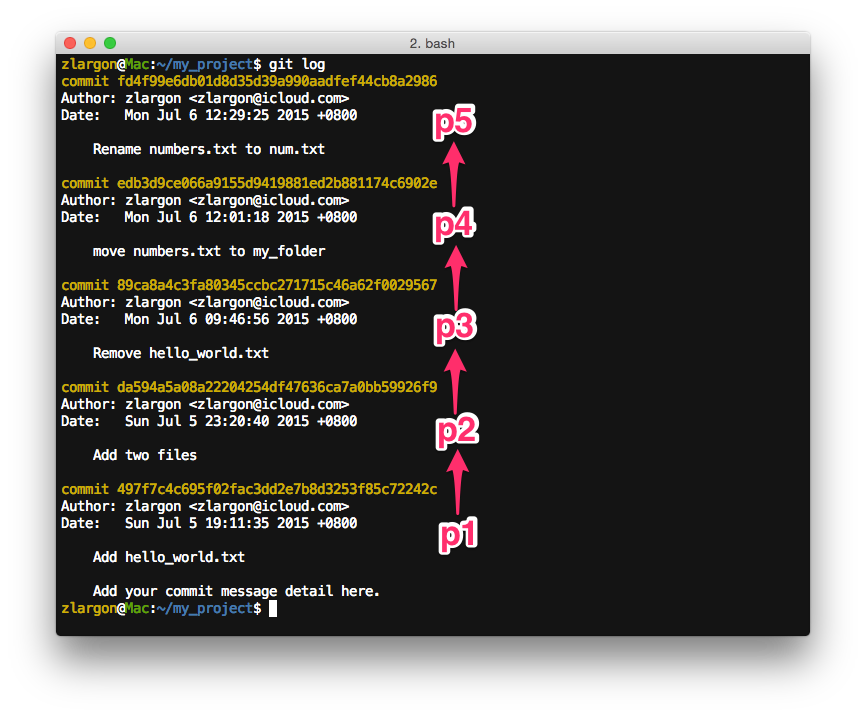 2. bash
zlargon@Mac:~/my_project$ git log
commit fd4f99e6db01d8d35d39a990aadfef44cb8a2986
Author: zlargon <zlargon@icloud.com>
Date:   Mon Jul 6 12:29:25 2015 +0800
p5
Rename numbers.txt to num.txt
commit edb3d9ce066a9155d9419881ed2b881174c6902e
Author: zlargon <zlargon@icloud.com>
Date:   Mon Jul 6 12:01:18 2015 +0800
p4
move numbers.txt to my_folder
commit 89ca8a4c3fa80345ccbc271715c46a62f0029567
Author: zlargon <zlargon@icloud.com>
Date:   Mon Jul 6 09:46:56 2015 +0800
p3
Remove hello_world.txt
commit da594a5a08a22204254df47636ca7a0bb59926f9
Author: zlargon <zlargon@icloud.com>
Date:   Sun Jul 5 23:20:40 2015 +0800
p2
Add two files
commit 497f7c4c695f02fac3dd2e7b8d3253f85c72242c
Author: zlargon <zlargon@icloud.com>
Date:   Sun Jul 5 19:11:35 2015 +0800
p1
Add hello_world.txt
Add your commit message detail here.
zlargon@Mac:~/my_project$